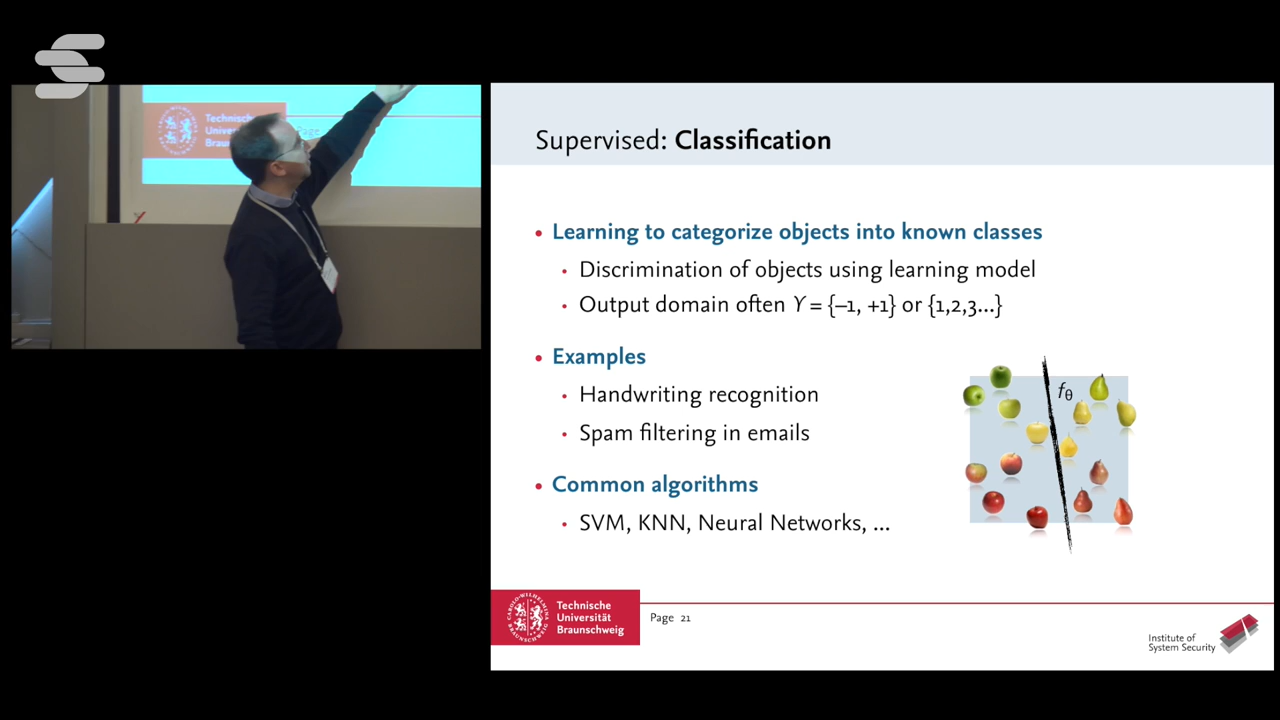 Technische
Page
Supervised: Classification
• Learning to categorize objects into known classes
• Discrimination of objects using learning model
• Output domain often Y = {–1, +1} or {1,2,3...}
• Examples
• Handwriting recognition
• Spam filtering in emails
• Common algorithms
• SVM, KNN, Neural Networks, ...
fθ
Technische
Universität
Braunschweig
Page 21
Institute of
System Security